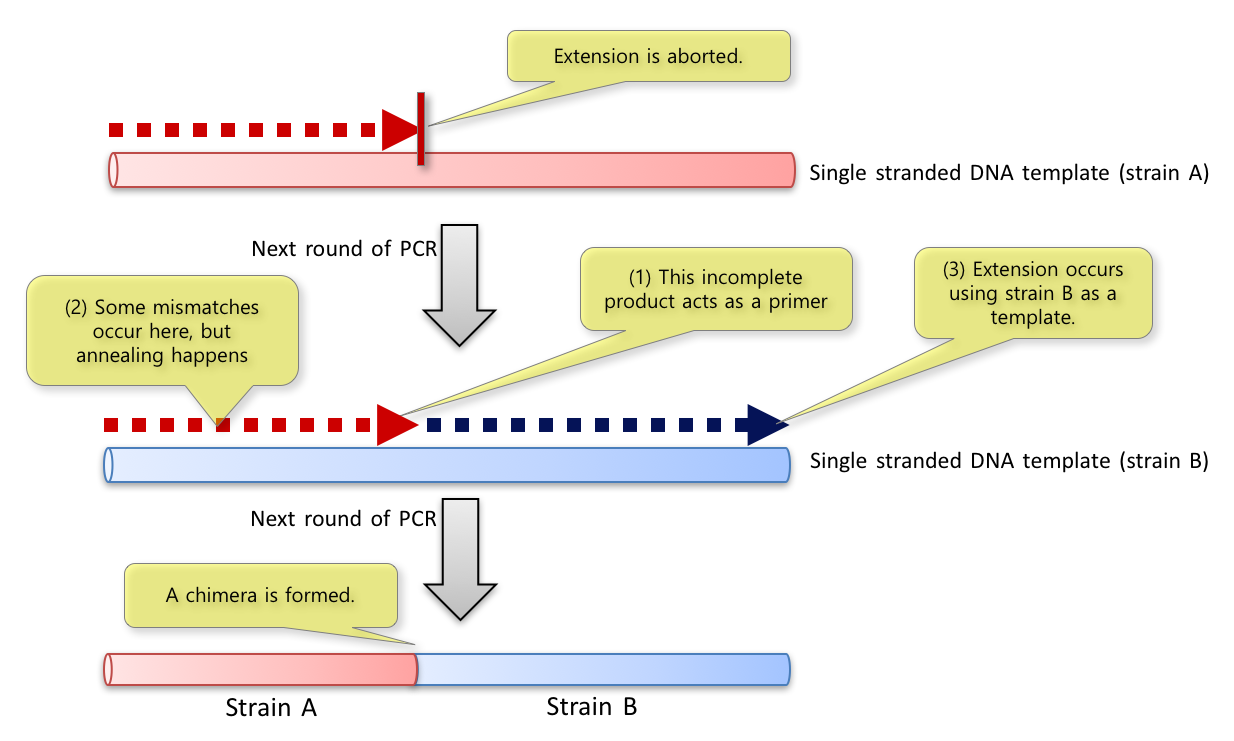 Extension is aborted.
Single stranded DNA template (strain A)
Next round of PCR
(1) This incomplete
product acts as a primer
(3) Extension occurs
using strain B as a
template.
(2) Some mismatches
occur here, but
annealing happens
Single stranded DNA template (strain B)
Next round of PCR
A chimera is formed.
Strain A
Strain B